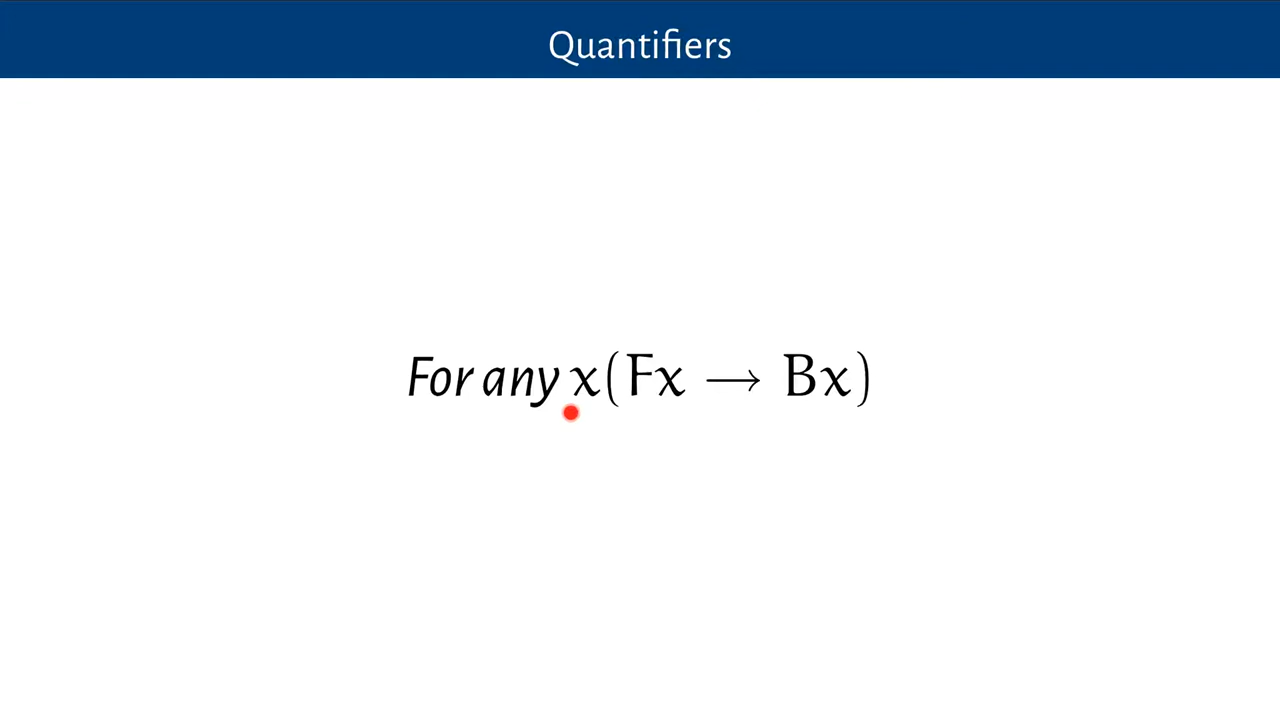 Quantifiers
For any x(Fx → Bx)